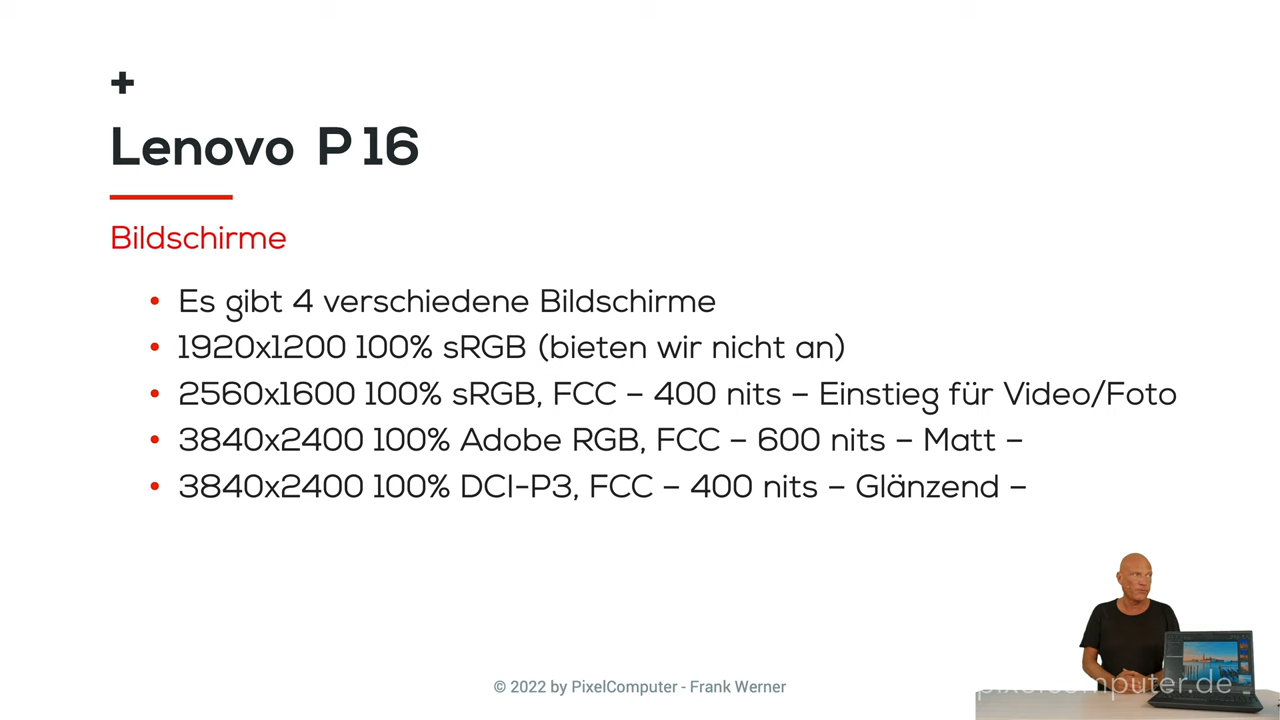 +
Lenovo P16
Bildschirme
• Es gibt 4 verschiedene Bildschirme
• 1920x1200 100% sRGB (bieten wir nicht an)
• 2560x1600 100% sRGB, FCC – 400 nits – Einstieg für Video/Foto
• 3840x2400 100% Adobe RGB, FCC – 600 nits – Matt –
• 3840x2400 100% DCI-P3, FCC – 400 nits – Glänzend –
© 2022 by PixelComputer - Frank Werner
pixelcomputer.de